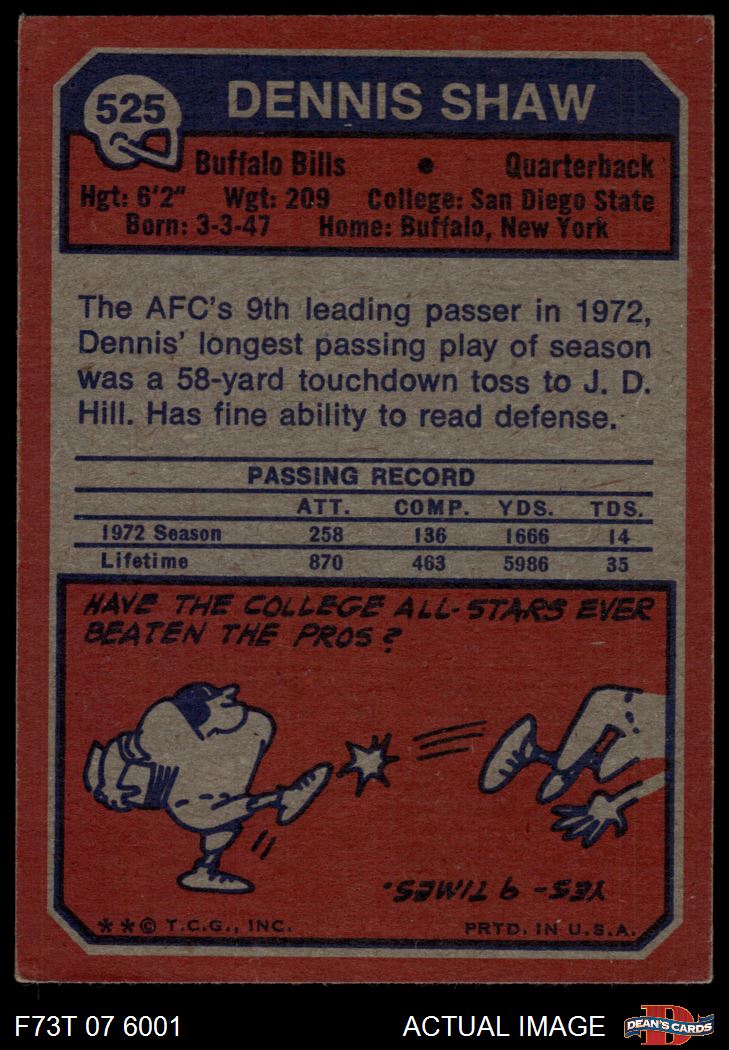 525
DENNIS SHAW
Buffalo Bills • Quarterback
Hgt: 6'2" Wgt: 209 College: San Diego State
Born: 3-3-47 Home: Buffalo, New York
The AFC's 9th leading passer in 1972,
Dennis' longest passing play of season
was a 58-yard touchdown toss to J. D.
Hill. Has fine ability to read defense.
PASSING RECORD
ATT. COMP. YDS. TDS.
1972 Season 258 136 1666 14
Lifetime 870 463 5986 35
HAVE THE COLLEGE ALL-STARS EVER
BEATEN THE PROS?
YES - 9 TIMES.
**© T.C.G., INC. PRTD. IN U.S.A.
F73T 07 6001 ACTUAL IMAGE DEAN'S CARDS